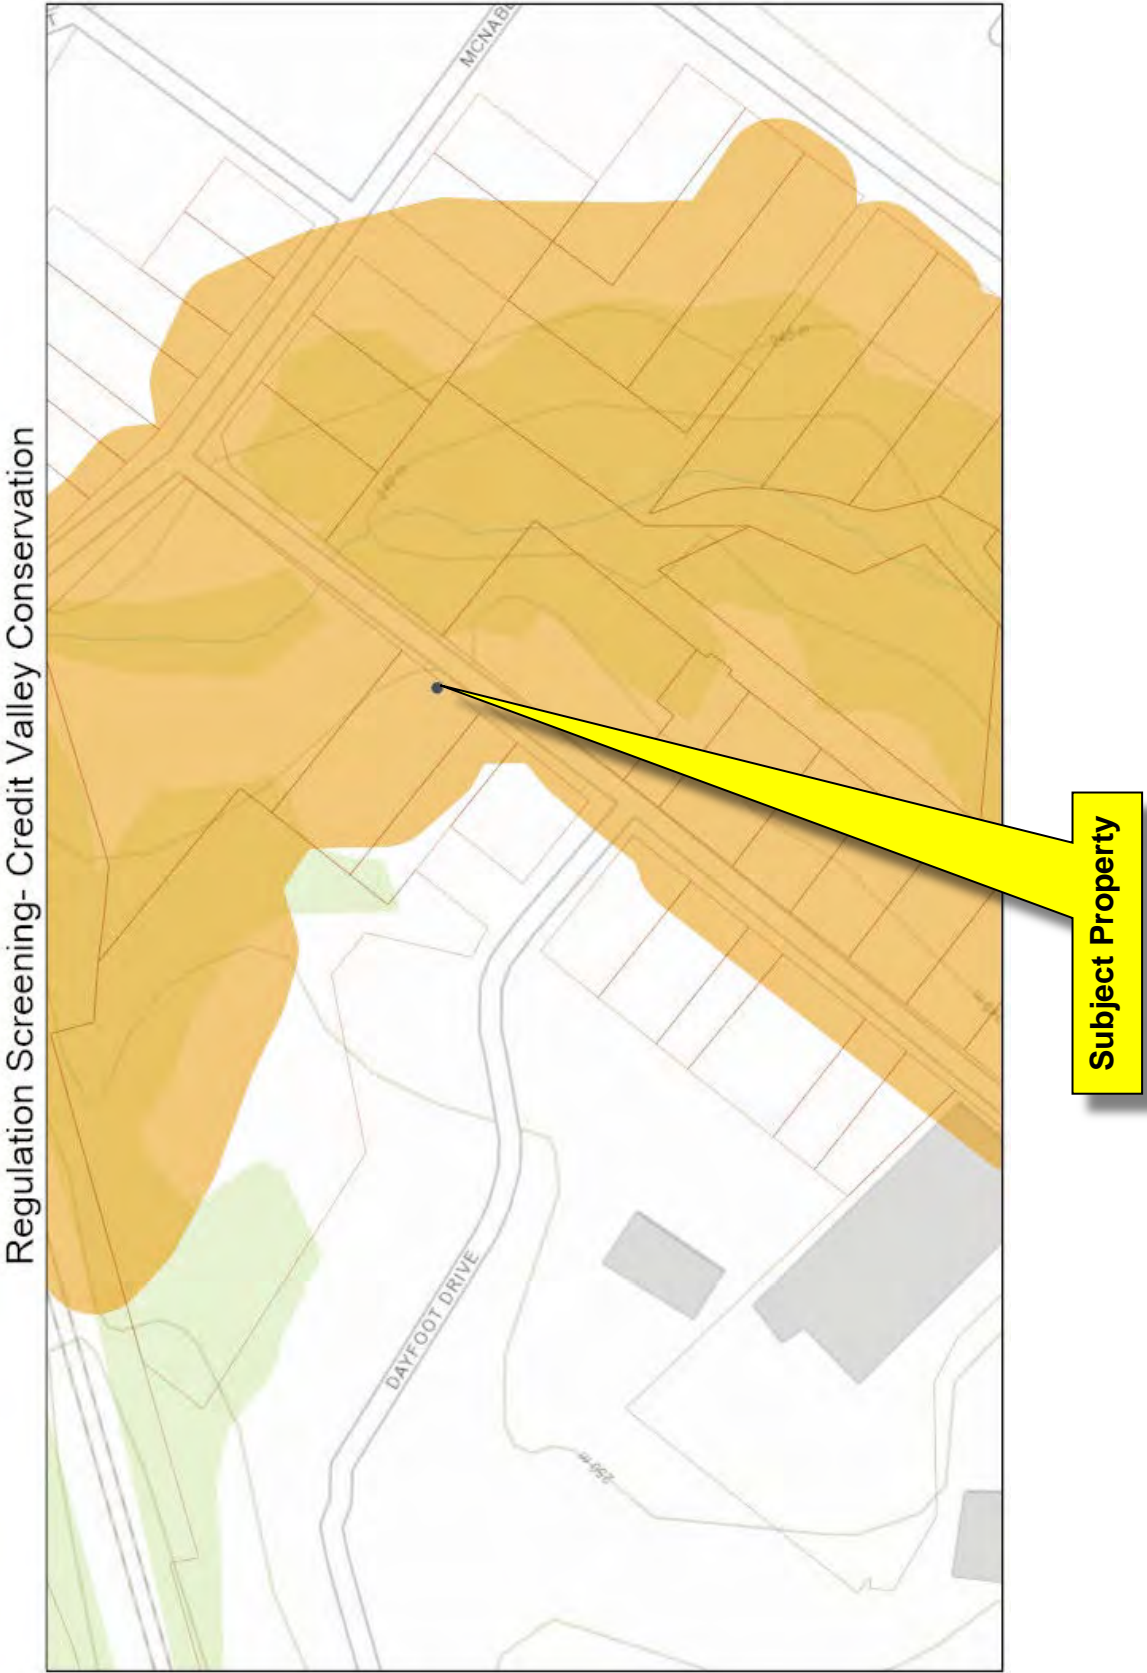 Regulation Screening- Credit Valley Conservation
MCNAB
DAYFOOT DRIVE
Subject Property